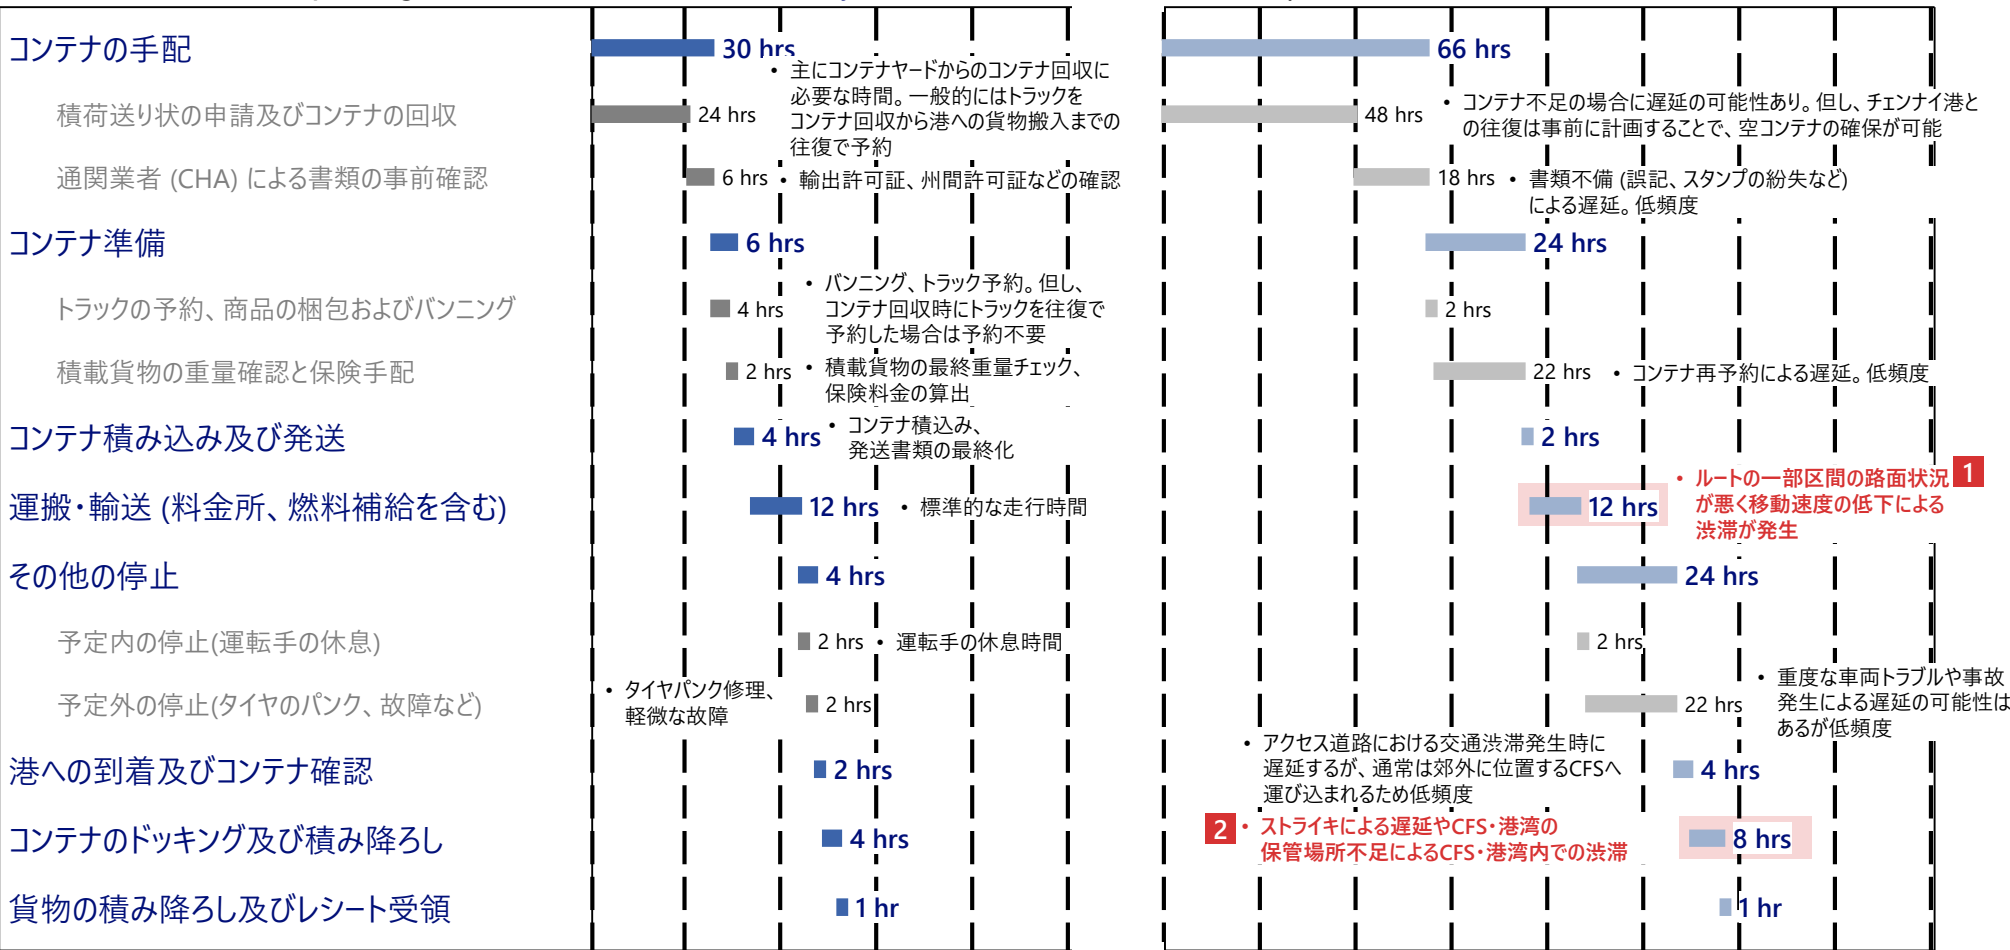 コンテナの手配
30 hrs
66 hrs
• 主にコンテナヤードからのコンテナ回収に
必要な時間。一般的にはトラックを
コンテナ回収から港への貨物搬入までの
往復で予約
積荷送り状の申請及びコンテナの回収
24 hrs
48 hrs
• コンテナ不足の場合に遅延の可能性あり。但し、チェンナイ港と
の往復は事前に計画することで、空コンテナの確保が可能
通関業者 (CHA) による書類の事前確認
6 hrs
• 輸出許可証、州間許可証などの確認
18 hrs
• 書類不備 (誤記、スタンプの紛失など)
による遅延。低頻度
コンテナ準備
6 hrs
24 hrs
トラックの予約、商品の梱包およびバンニング
4 hrs
• バンニング、トラック予約。但し、
コンテナ回収時にトラックを往復で
予約した場合は予約不要
2 hrs
積載貨物の重量確認と保険手配
2 hrs
• 積載貨物の最終重量チェック、
保険料金の算出
22 hrs
• コンテナ再予約による遅延。低頻度
コンテナ積み込み及び発送
4 hrs
• コンテナ積込み、
発送書類の最終化
2 hrs
運搬・輸送 (料金所、燃料補給を含む)
12 hrs
• 標準的な走行時間
12 hrs
• ルートの一部区間の路面状況
が悪く移動速度の低下による
渋滞が発生
1
その他の停止
4 hrs
24 hrs
予定内の停止(運転手の休息)
2 hrs
• 運転手の休息時間
2 hrs
予定外の停止(タイヤのパンク、故障など)
• タイヤパンク修理、
軽微な故障
2 hrs
22 hrs
• 重度な車両トラブルや事故
発生による遅延の可能性は
あるが低頻度
港への到着及びコンテナ確認
2 hrs
• アクセス道路における交通渋滞発生時に
遅延するが、通常は郊外に位置するCFSへ
運び込まれるため低頻度
4 hrs
コンテナのドッキング及び積み降ろし
4 hrs
2
• ストライキによる遅延やCFS・港湾の
保管場所不足によるCFS・港湾内での渋滞
8 hrs
貨物の積み降ろし及びレシート受領
1 hr
1 hr